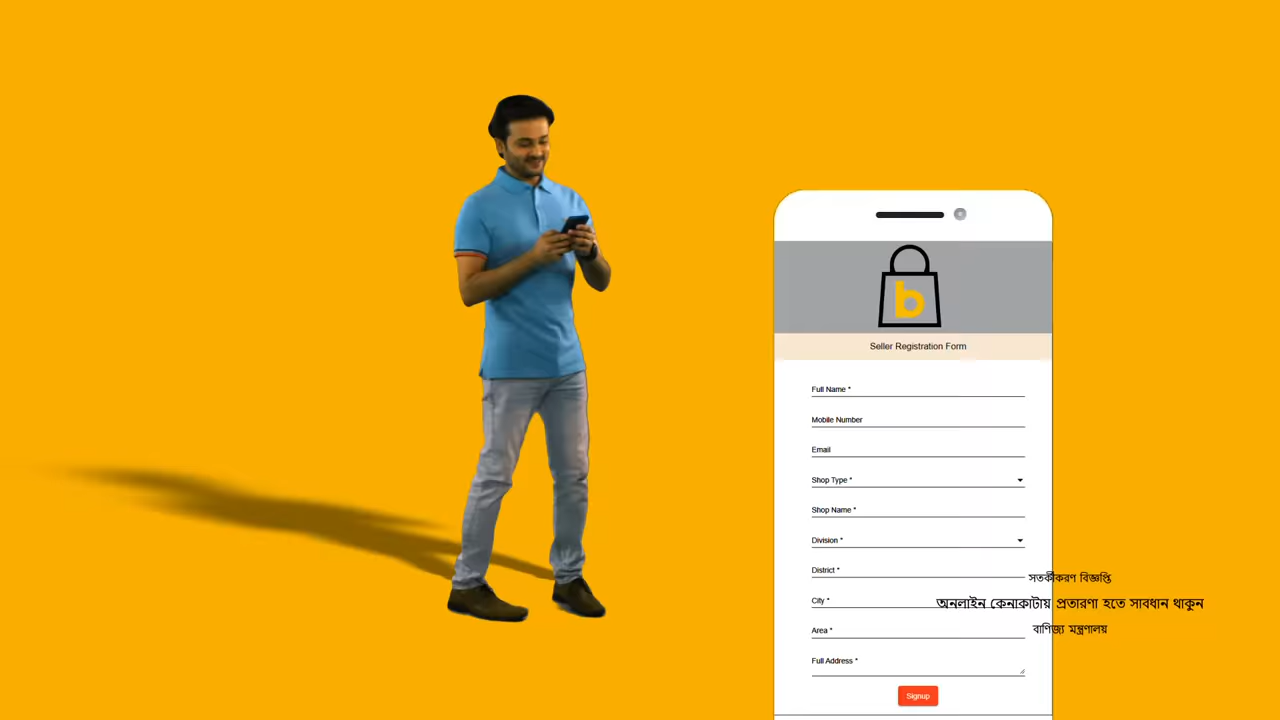 b
Seller Registration Form
Full Name *
Mobile Number
Email
Shop Type *
Shop Name *
Division *
District *
City *
Area *
Full Address *
Signup
সতর্কীকরণ বিজ্ঞপ্তি
অনলাইন কেনাকাটায় প্রতারণা হতে সাবধান থাকুন
বাণিজ্য মন্ত্রণালয়